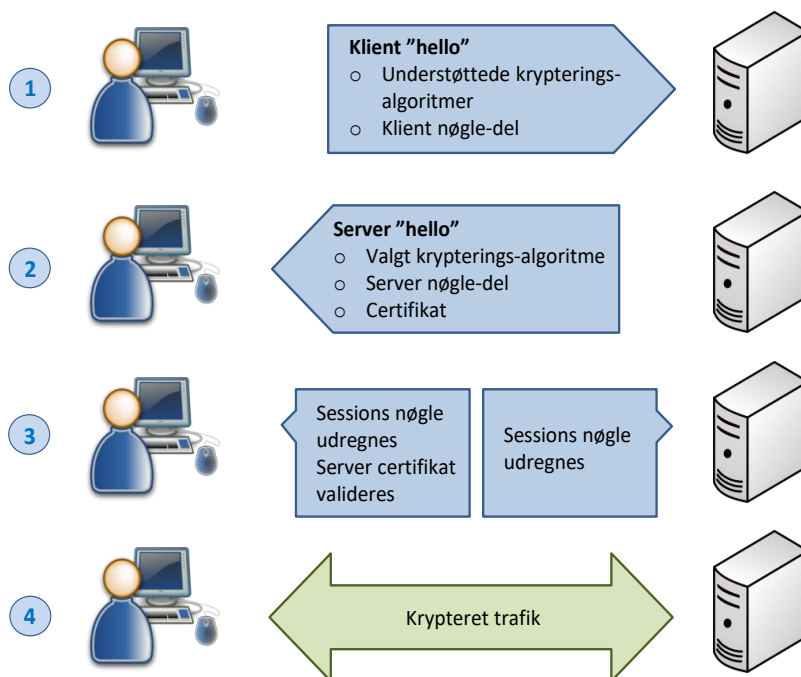 1
Klient ”hello”
o Understøttede krypterings-
algoritmer
o Klient nøgle-del
2
Server ”hello”
o Valgt krypterings-algoritme
o Server nøgle-del
o Certifikat
3
Sessions nøgle
udregnes
Server certifikat
valideres
Sessions nøgle
udregnes
4
Krypteret trafik